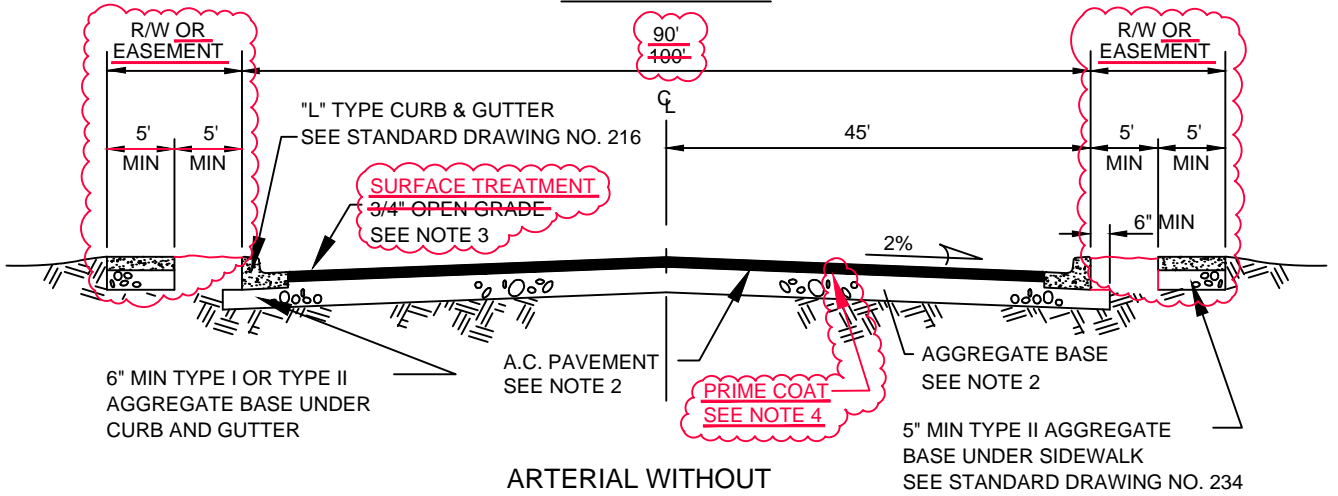 R/W OR
EASEMENT
90'
100'
R/W OR
EASEMENT
"L" TYPE CURB & GUTTER
SEE STANDARD DRAWING NO. 216
CL
45'
5'
MIN
5'
MIN
5'
MIN
5'
MIN
SURFACE TREATMENT
3/4" OPEN GRADE
SEE NOTE 3
6" MIN
2%
6" MIN TYPE I OR TYPE II
AGGREGATE BASE UNDER
CURB AND GUTTER
A.C. PAVEMENT
SEE NOTE 2
PRIME COAT
SEE NOTE 4
AGGREGATE BASE
SEE NOTE 2
5" MIN TYPE II AGGREGATE
BASE UNDER SIDEWALK
SEE STANDARD DRAWING NO. 234
ARTERIAL WITHOUT